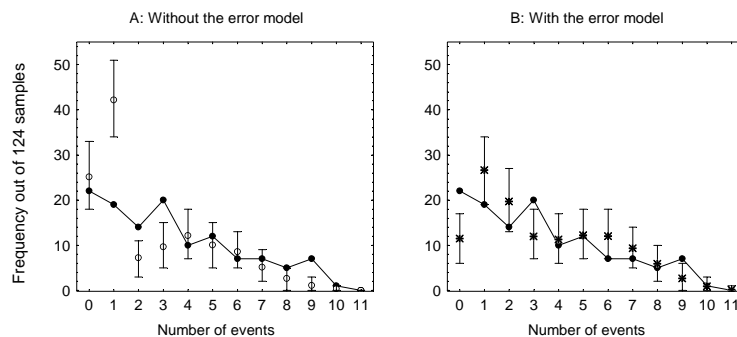 A: Without the error model
B: With the error model
Frequency out of 124 samples
50
40
30
20
10
0
0 1 2 3 4 5 6 7 8 9 10 11
Number of events
50
40
30
20
10
0
0 1 2 3 4 5 6 7 8 9 10 11
Number of events